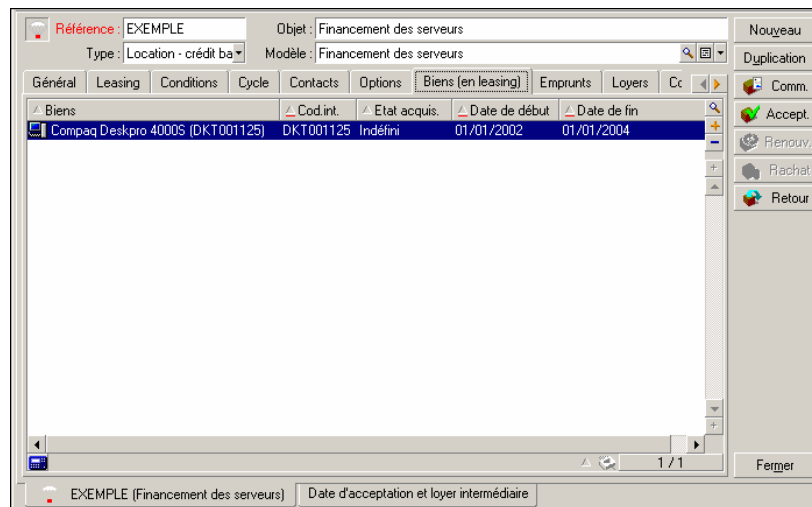 Référence : EXEMPLE Objet : Financement des serveurs Nouveau
Type : Location - crédit ba Modèle : Financement des serveurs Duplication
Général Leasing Conditions Cycle Contacts Options Biens (en leasing) Emprunts Loyers Cc Comm.
Biens Cod.int. Etat acquis. Date de début Date de fin Accept.
Compaq Deskpro 4000S (DKT001125) DKT001125 Indéfini 01/01/2002 01/01/2004
Renouv.
Rachat
Retour
1 / 1 Fermer
EXEMPLE (Financement des serveurs) Date d'acceptation et loyer intermédiaire